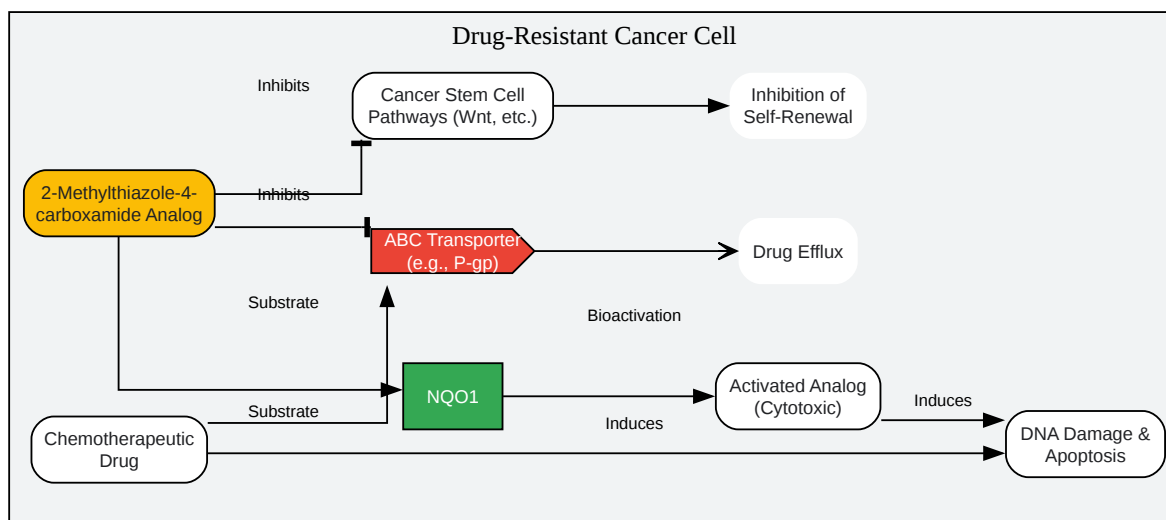 Drug-Resistant Cancer Cell
Inhibits
Cancer Stem Cell
Pathways (Wnt, etc.)
Inhibition of
Self-Renewal
2-Methylthiazole-4-
carboxamide Analog
Inhibits
ABC Transporter
(e.g., P-gp)
Drug Efflux
Substrate
Bioactivation
NQO1
Activated Analog
(Cytotoxic)
Induces
Substrate
Induces
Chemotherapeutic
Drug
DNA Damage &
Apoptosis